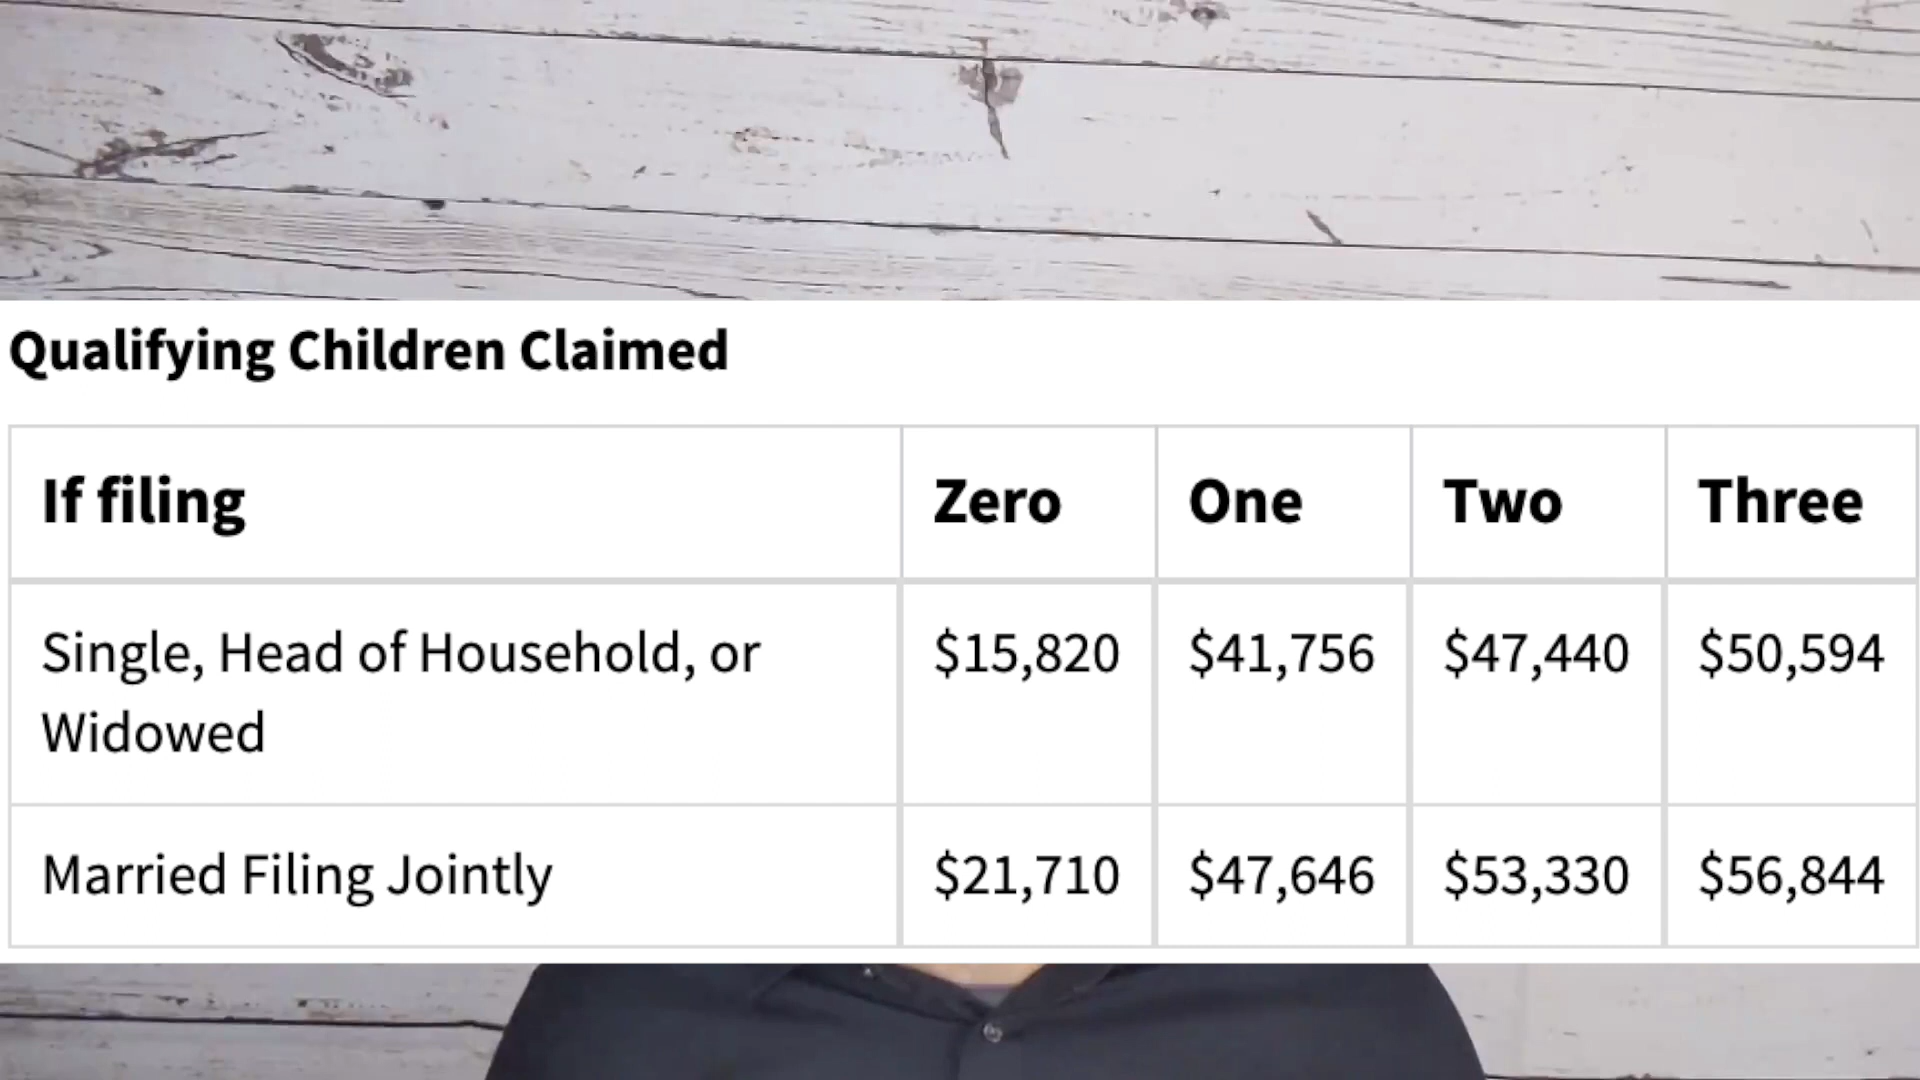 Qualifying Children Claimed
If filing Zero One Two Three
Single, Head of Household, or $15,820 $41,756 $47,440 $50,594
Widowed
Married Filing Jointly $21,710 $47,646 $53,330 $56,844